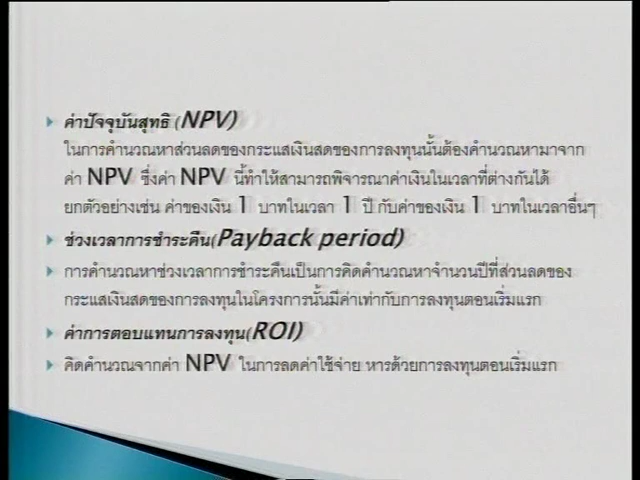 ค่าปัจจุบันสุทธิ (NPV)
ในการคำนวณหาส่วนลดของกระแสเงินสดของการลงทุนนั้นต้องคำนวณหามาจาก
ค่า NPV ซึ่งค่า NPV นี้ทำให้สามารถพิจารณาค่าเงินในเวลาที่ต่างกันได้
ยกตัวอย่างเช่น ค่าของเงิน 1 บาทในเวลา 1 ปี กับค่าของเงิน 1 บาทในเวลาอื่นๆ
ช่วงเวลาการชำระคืน(Payback period)
การคำนวณหาช่วงเวลาการชำระคืนเป็นการคิดคำนวณหาจำนวนปีที่ส่วนลดของ
กระแสเงินสดของการลงทุนในโครงการนั้นมีค่าเท่ากับการลงทุนตอนเริ่มแรก
ค่าการตอบแทนการลงทุน(ROI)
คิดคำนวณจากค่า NPV ในการลดค่าใช้จ่าย หารด้วยการลงทุนตอนเริ่มแรก